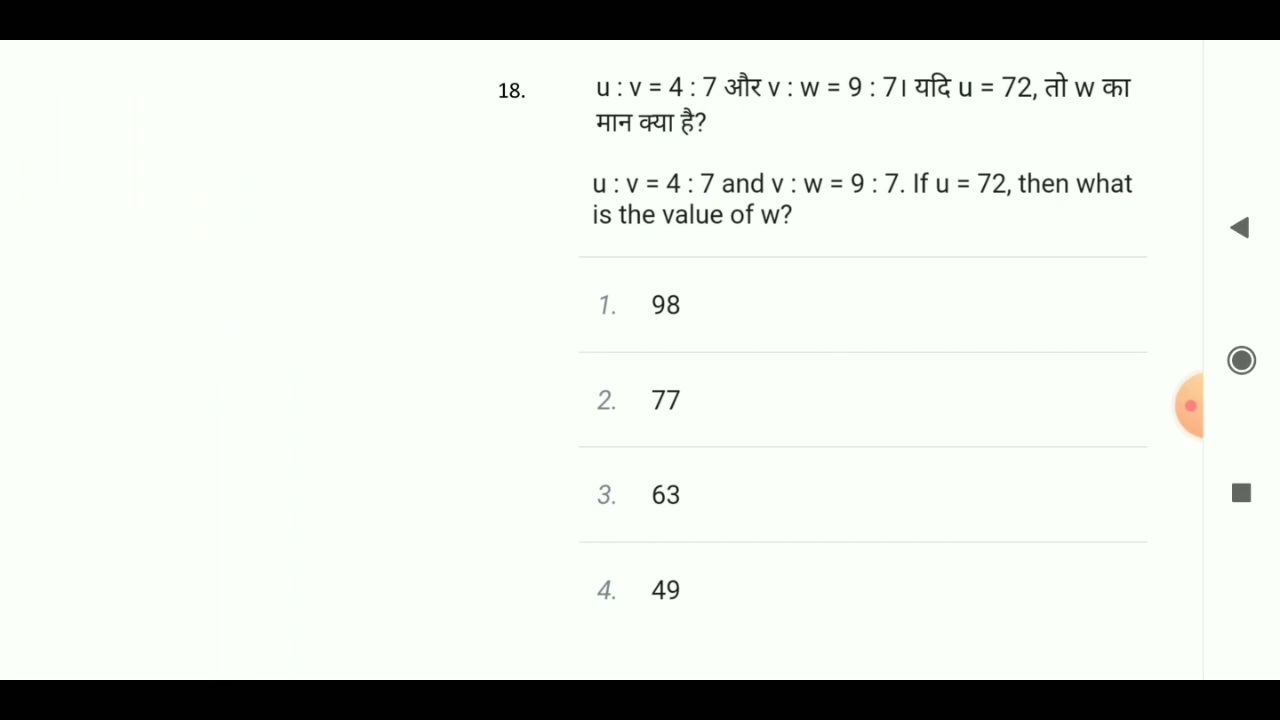 18.
u : v = 4 : 7 और v : w = 9 : 7। यदि u = 72, तो w का
मान क्या है?
u : v = 4 : 7 and v : w = 9 : 7. If u = 72, then what
is the value of w?
1. 98
2. 77
3. 63
4. 49